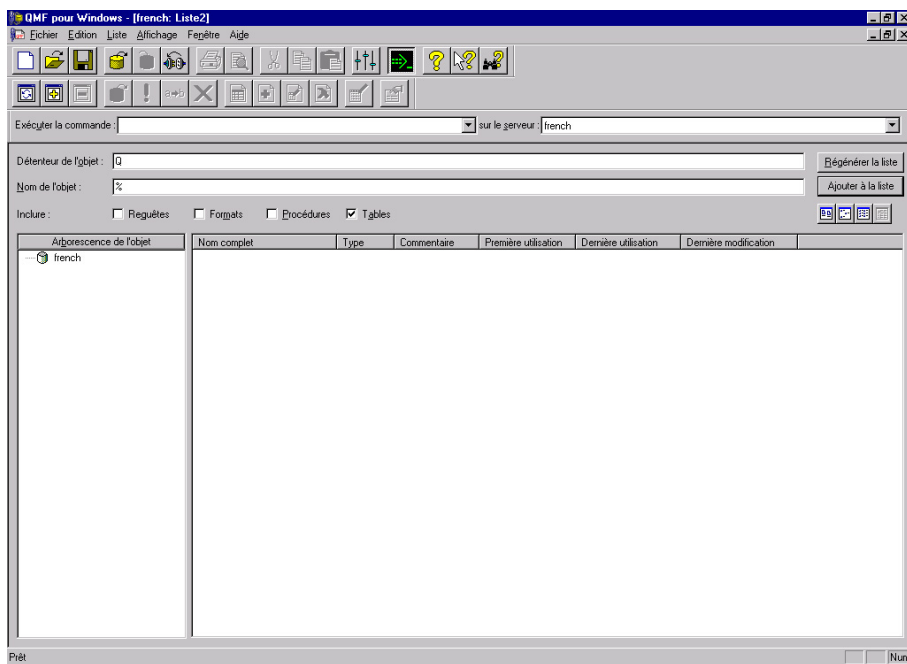 QMF pour Windows - [french: Liste2]
Fichier Edition Liste Affichage Fenêtre Aide
Exécuter la commande : sur le serveur : french
Détenteur de l'objet : Q Régénérer la liste
Nom de l'objet : % Ajouter à la liste
Inclure : Requêtes Formats Procédures Tables
Arborescence de l'objet Nom complet Type Commentaire Première utilisation Dernière utilisation Dernière modification
french
Prêt Num